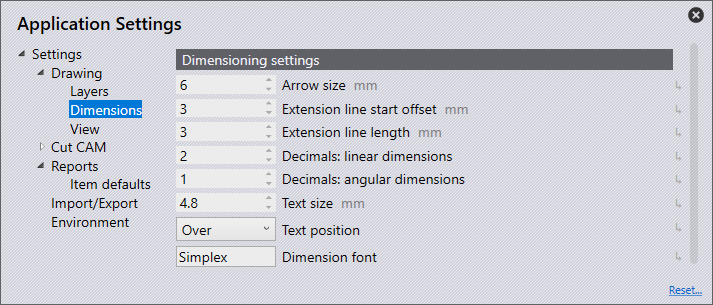 Application Settings
Settings
Drawing
Layers
Dimensions
View
Cut CAM
Reports
Item defaults
Import/Export
Environment
Dimensioning settings
6 Arrow size mm
3 Extension line start offset mm
3 Extension line length mm
2 Decimals: linear dimensions
1 Decimals: angular dimensions
4.8 Text size mm
Over Text position
Simplex Dimension font
Reset...